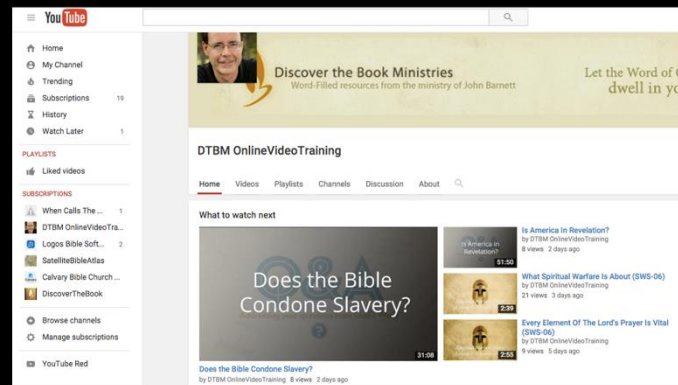 YouTube
Home
My Channel
Trending
Subscriptions 19
History
Watch Later 1
PLAYLISTS
Liked videos
SUBSCRIPTIONS
When Calls The ... 1
DTBM OnlineVideoTra...
Logos Bible Soft... 2
SatelliteBibleAtlas
Calvary Bible Church ...
DiscoverTheBook
Browse channels
Manage subscriptions
YouTube Red
Discover the Book Ministries
Word-Filled resources from the ministry of John Barnett
Let the Word of
dwell in yo
DTBM OnlineVideoTraining
Home Videos Playlists Channels Discussion About
What to watch next
Q&A
Does the Bible
Condone Slavery?
31:08
Does the Bible Condone Slavery?
by DTBM OnlineVideoTraining 8 views 2 days ago
Is America in
Revelation?
51:50
Is America In Revelation?
by DTBM OnlineVideoTraining
8 views 2 days ago
2:39
What Spiritual Warfare Is About (SWS-06)
by DTBM OnlineVideoTraining
21 views 3 days ago
2:55
Every Element Of The Lord's Prayer Is Vital
(SWS-06)
by DTBM OnlineVideoTraining
9 views 5 days ago